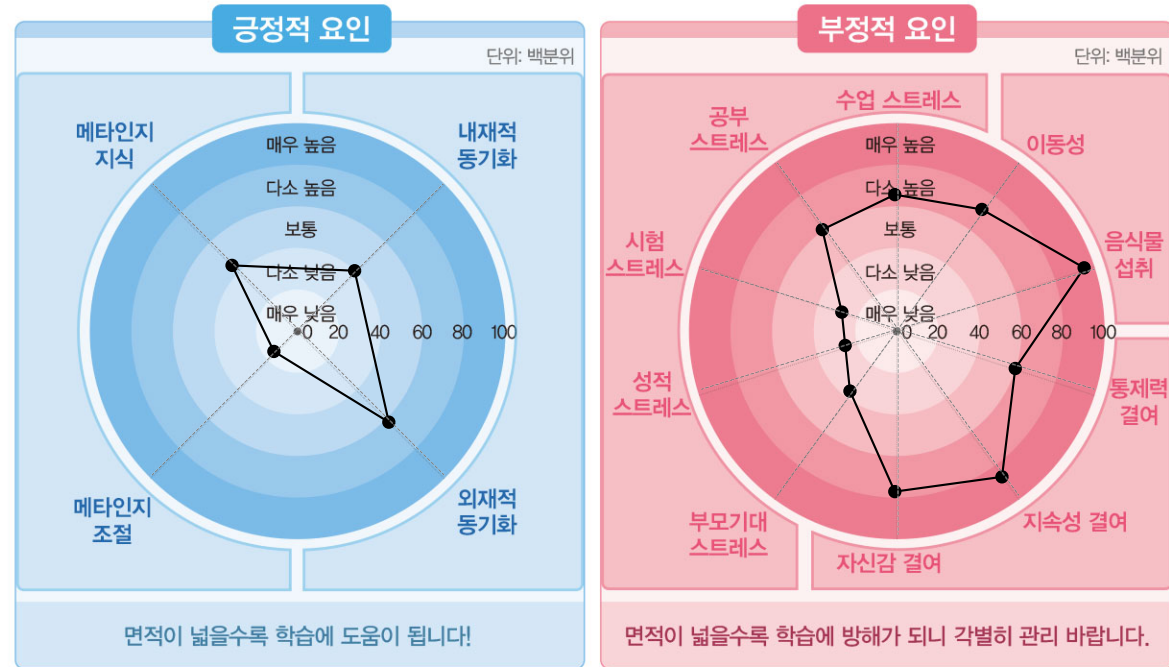 긍정적 요인
단위: 백분위
메타인지
지식
내재적
동기화
매우 높음
다소 높음
보통
다소 낮음
매우 낮음
0 20 40 60 80 100
메타인지
조절
외재적
동기화
면적이 넓을수록 학습에 도움이 됩니다!
부정적 요인
단위: 백분위
수업 스트레스
공부
스트레스
이동성
시험
스트레스
음식물
섭취
매우 높음
다소 높음
보통
다소 낮음
매우 낮음
0 20 40 60 80 100
성적
스트레스
통제력
결여
부모기대
스트레스
지속성 결여
자신감 결여
면적이 넓을수록 학습에 방해가 되니 각별히 관리 바랍니다.